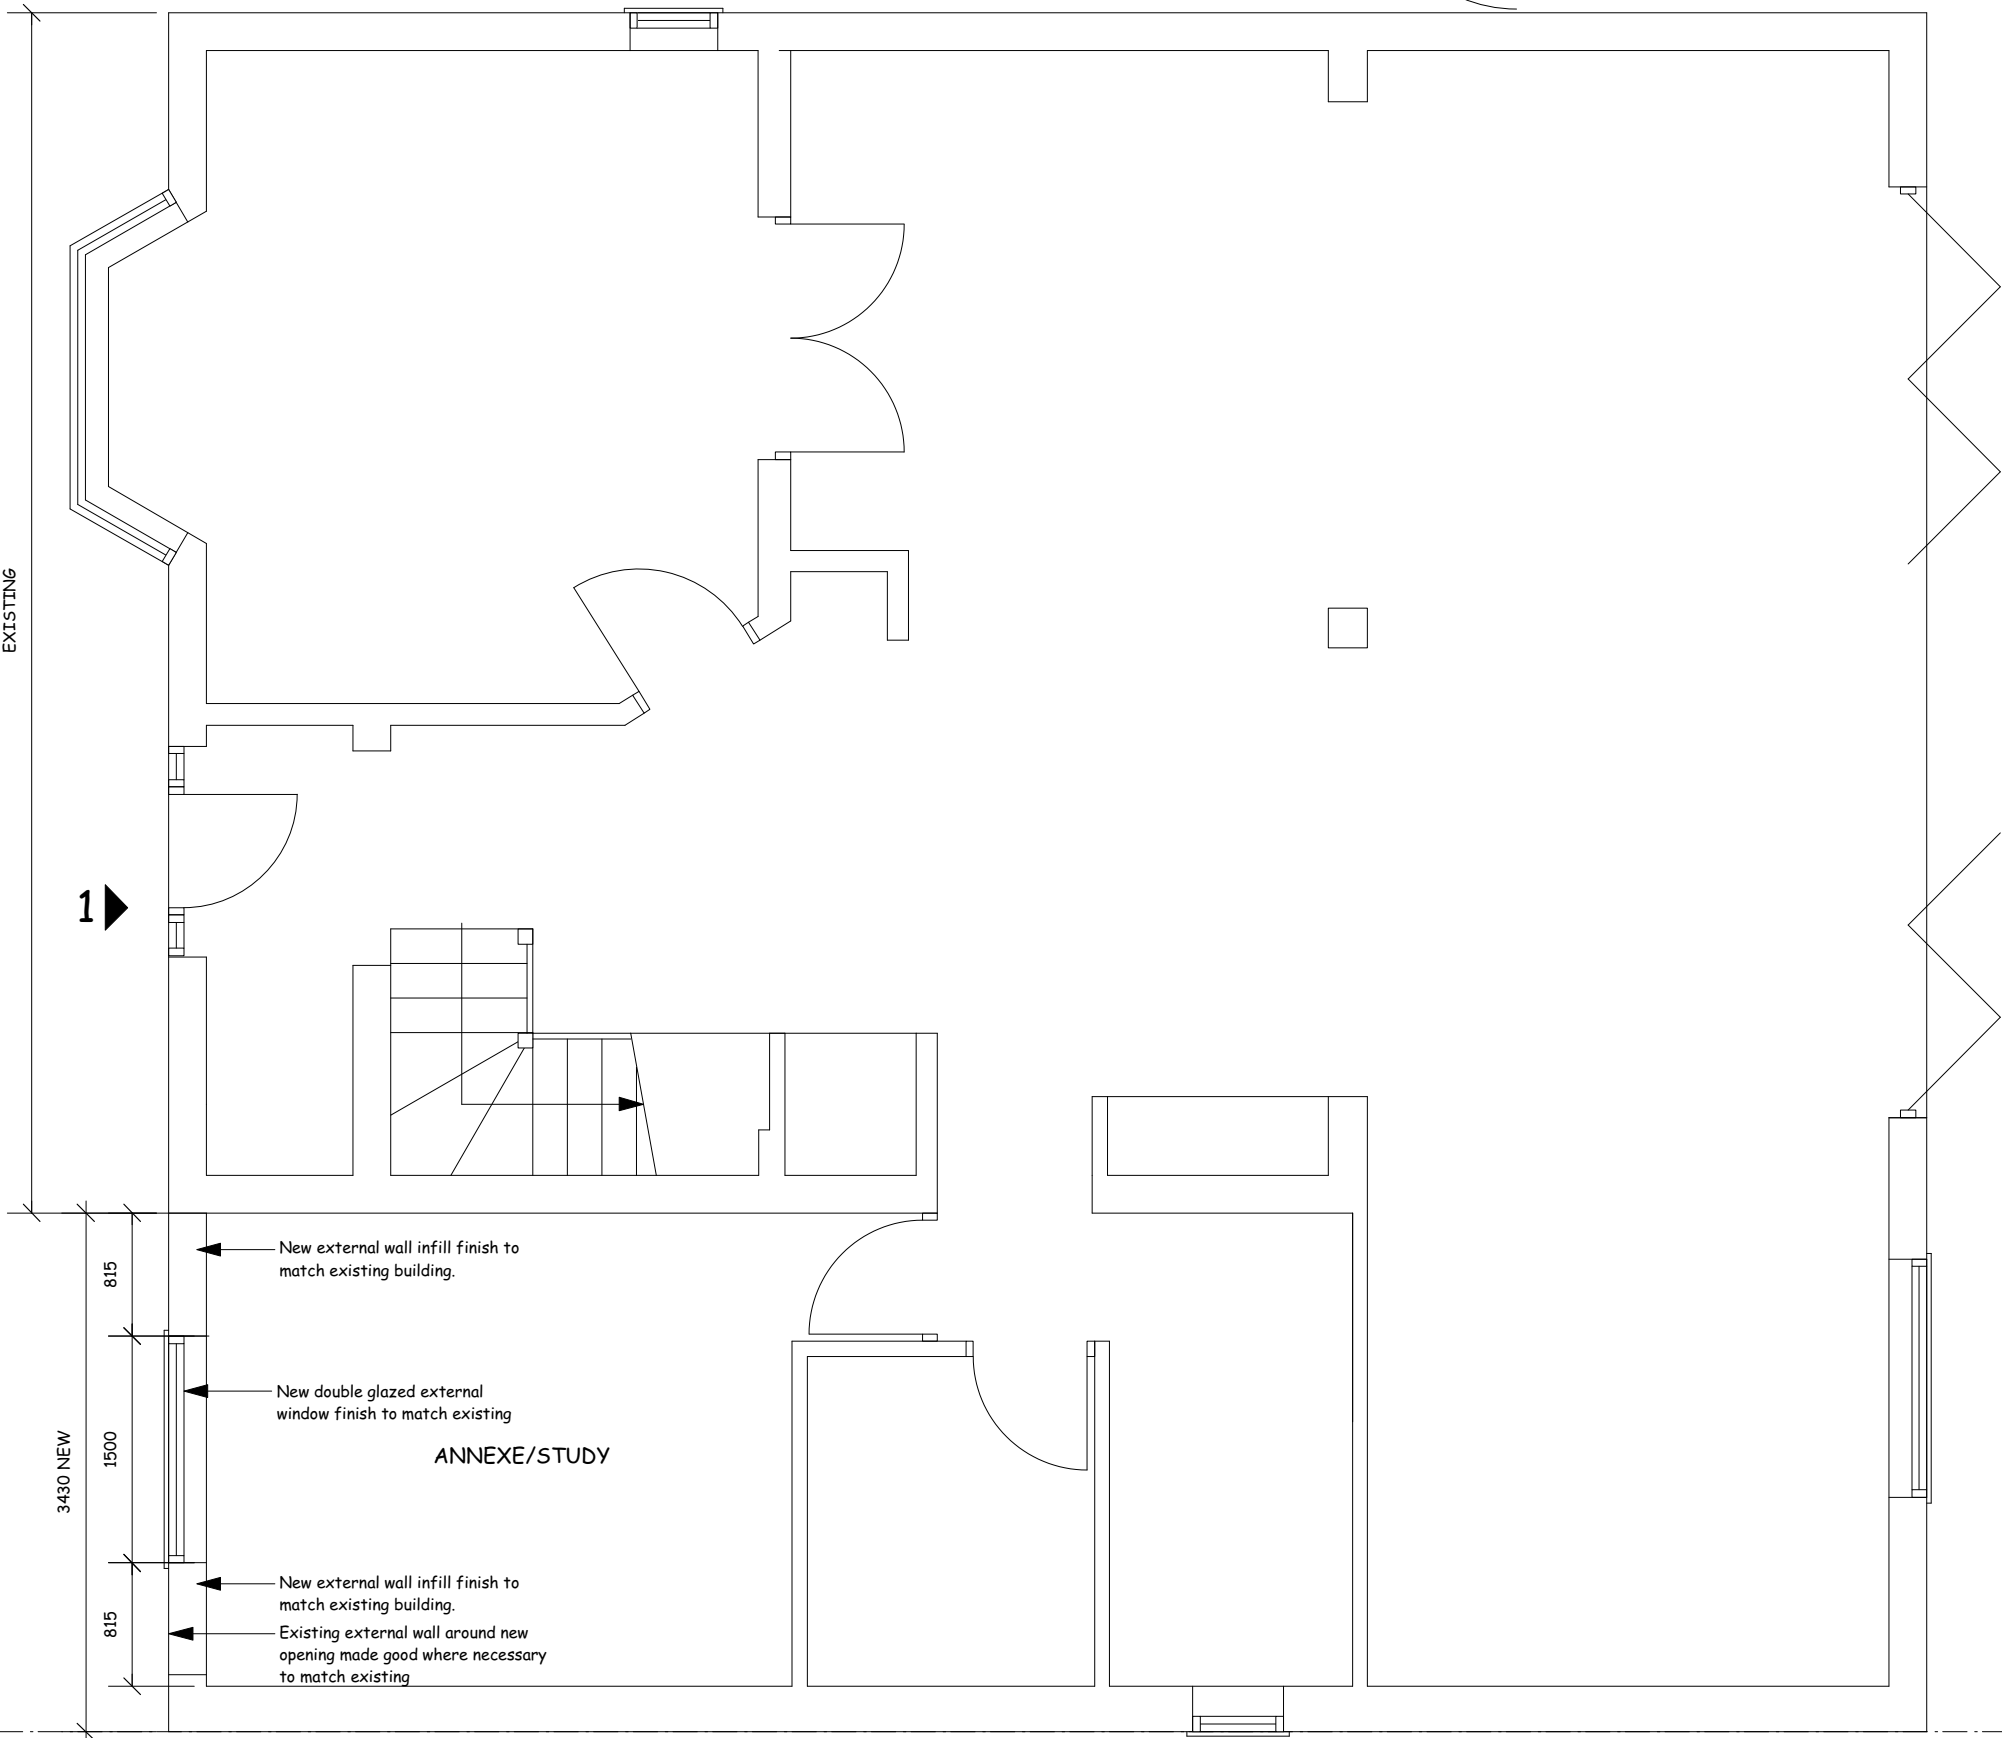 EXISTING
1
New external wall infill finish to
match existing building.
815
New double glazed external
window finish to match existing
ANNEXE/STUDY
1500
3430 NEW
New external wall infill finish to
match existing building.
815
Existing external wall around new
opening made good where necessary
to match existing